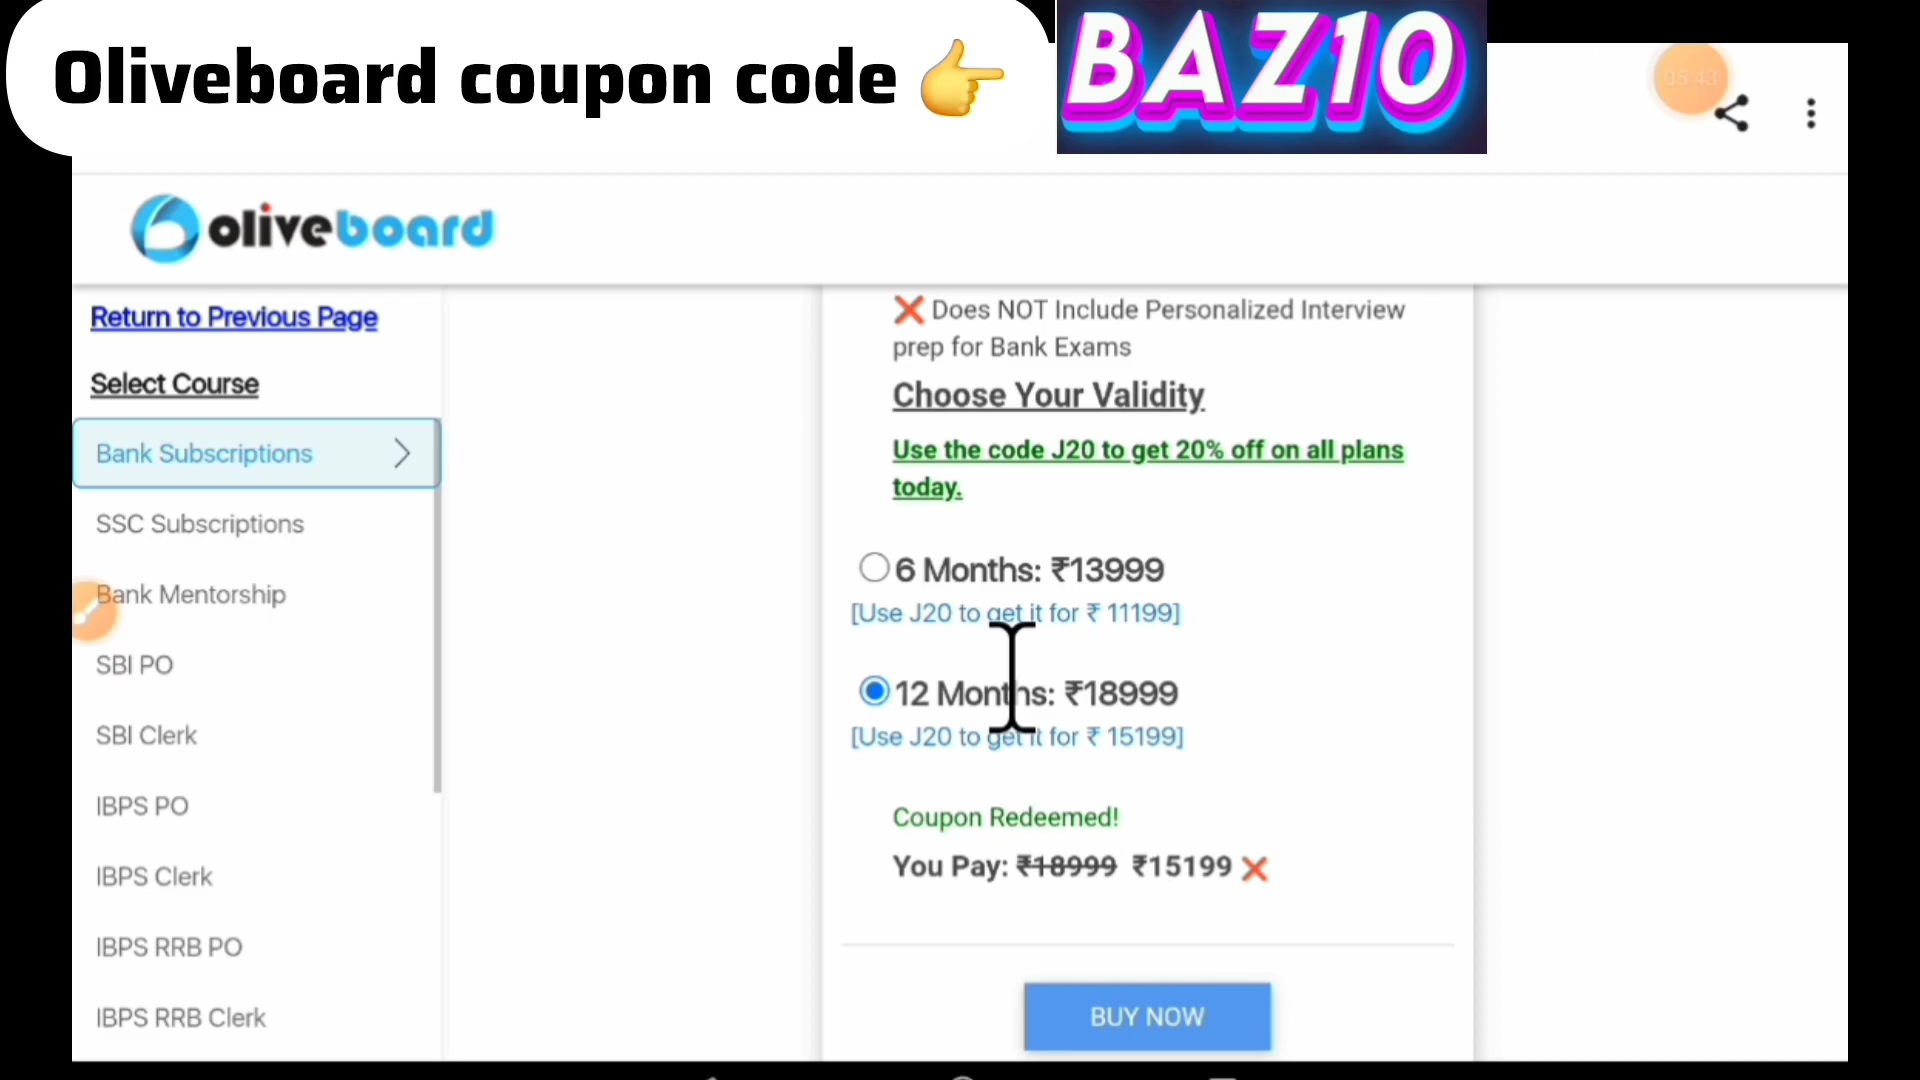 Oliveboard coupon code 👉 BAZ10
05:43
oliveboard
Return to Previous Page
Select Course
Bank Subscriptions
SSC Subscriptions
Bank Mentorship
SBI PO
SBI Clerk
IBPS PO
IBPS Clerk
IBPS RRB PO
IBPS RRB Clerk
❌ Does NOT Include Personalized Interview
prep for Bank Exams
Choose Your Validity
Use the code J20 to get 20% off on all plans
today.
6 Months: ₹13999
[Use J20 to get it for ₹ 11199]
12 Months: ₹18999
[Use J20 to get it for ₹ 15199]
Coupon Redeemed!
You Pay: ₹18999 ₹15199 ❌
BUY NOW